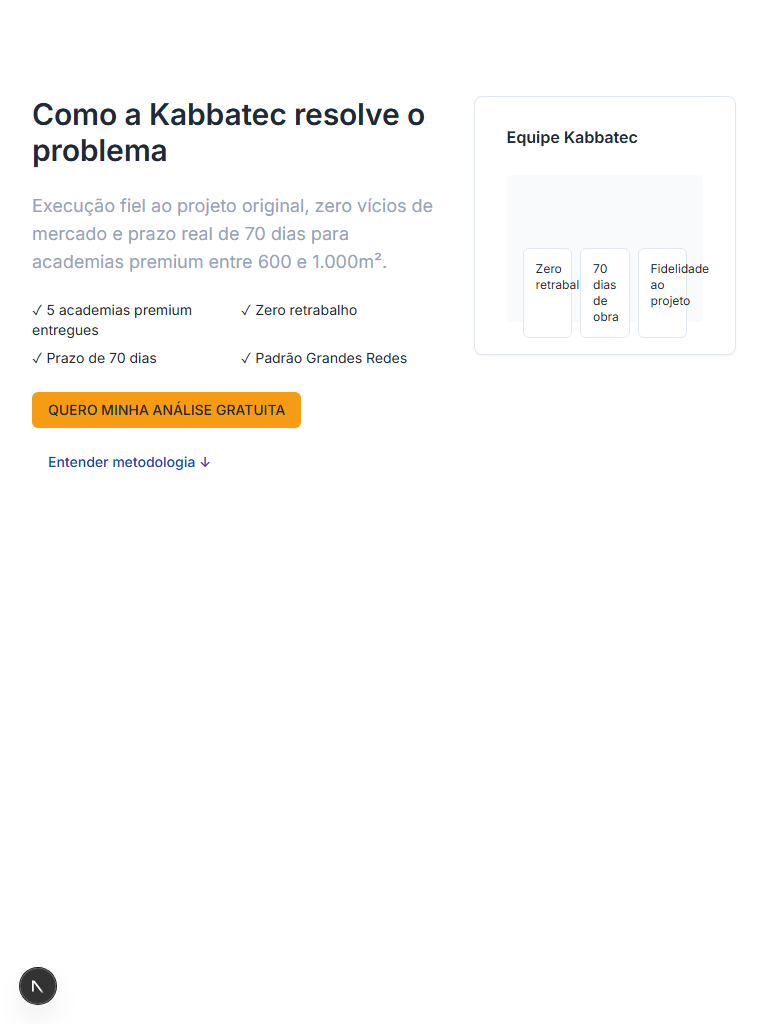 Como a Kabbatec resolve o
problema
Execução fiel ao projeto original, zero vícios de
mercado e prazo real de 70 dias para
academias premium entre 600 e 1.000m².
✓ 5 academias premium
entregues
✓ Zero retrabalho
✓ Prazo de 70 dias
✓ Padrão Grandes Redes
QUERO MINHA ANÁLISE GRATUITA
Entender metodologia ↓
Equipe Kabbatec
Zero
retrabal
70
dias
de
obra
Fidelidade
ao
projeto